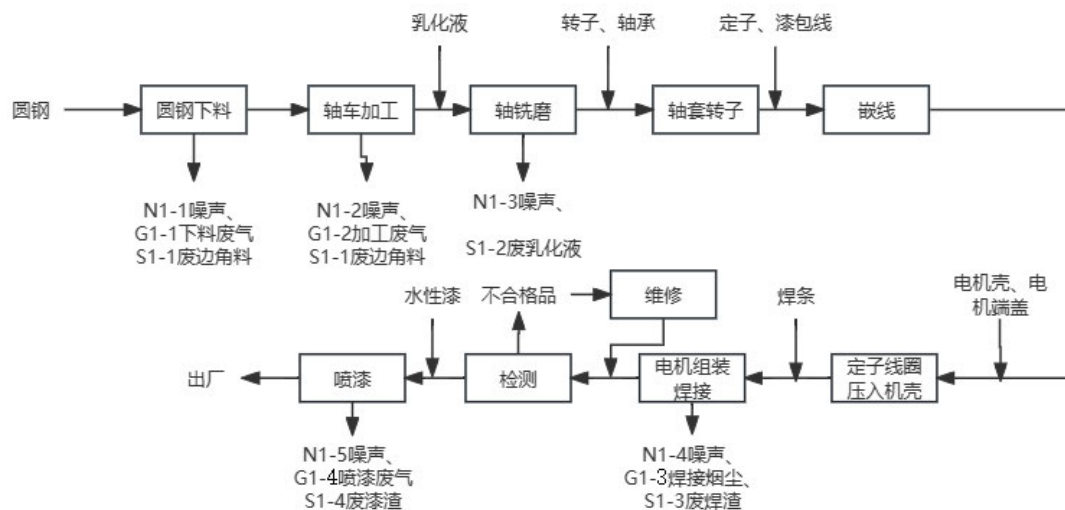 乳化液
转子、轴承
定子、漆包线
圆钢
圆钢下料
轴车加工
轴铣磨
轴套转子
嵌线
N1-1噪声、
G1-1下料废气
S1-1废边角料
N1-2噪声、
G1-2加工废气
S1-1废边角料
N1-3噪声、
S1-2废乳化液
水性漆
不合格品
维修
焊条
电机壳、电
机端盖
出厂
喷漆
检测
电机组装
焊接
定子线圈
压入机壳
N1-5噪声、
G1-4喷漆废气
S1-4废漆渣
N1-4噪声、
G1-3焊接烟尘、
S1-3废焊渣